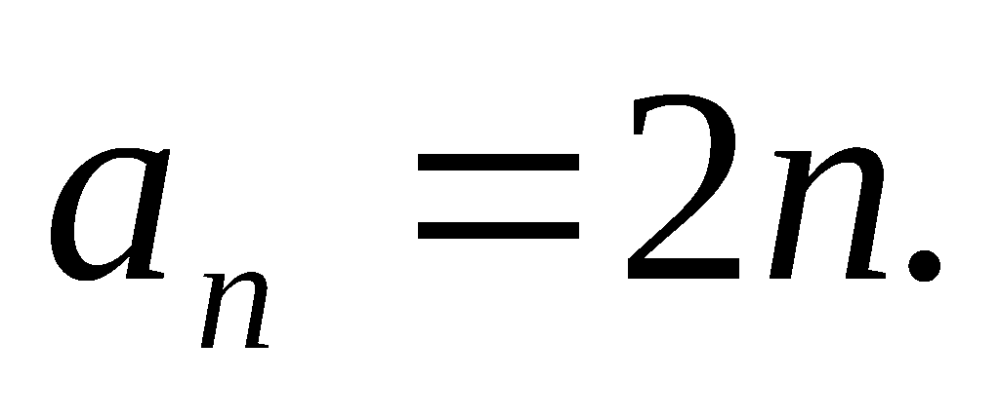 aₙ = 2n.